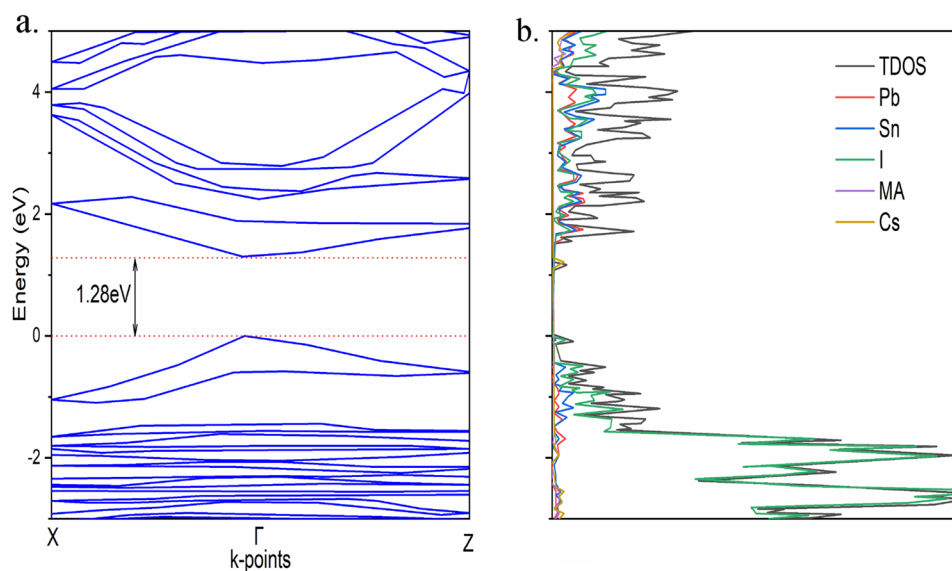 a.
b.
Energy (eV)
4
2
0
-2
1.28eV
X
Γ
Z
k-points
TDOS
Pb
Sn
I
MA
Cs